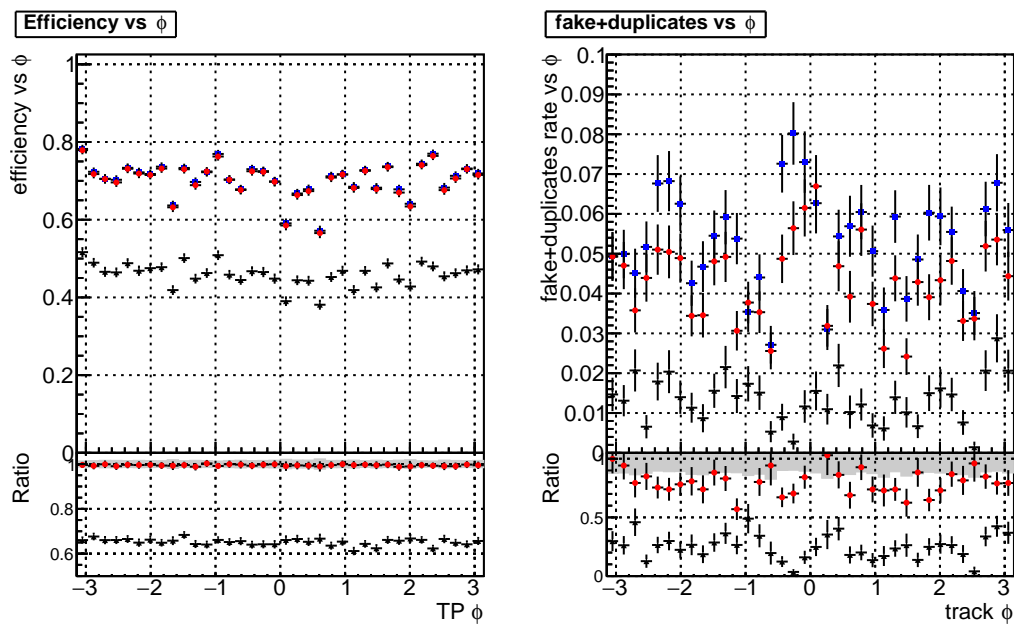 Efficiency vs ϕ
efficiency vs ϕ
1
0.8
0.6
0.4
0.2
0
Ratio
1
0.8
0.6
−3 −2 −1 0 1 2 3
TP ϕ
fake+duplicates vs ϕ
fake+duplicates rate vs ϕ
0.1
0.09
0.08
0.07
0.06
0.05
0.04
0.03
0.02
0.01
0
Ratio
1
0.5
0
−3 −2 −1 0 1 2 3
track ϕ